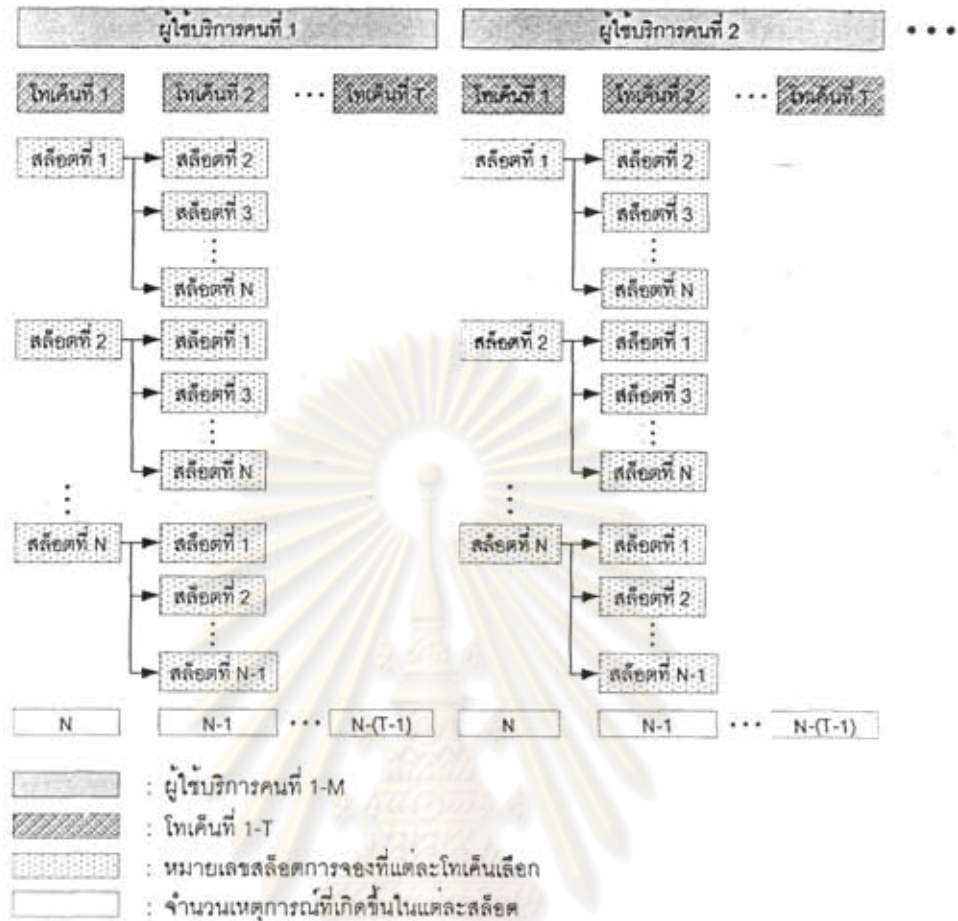 ผู้ใช้บริการคนที่ 1 ผู้ใช้บริการคนที่ 2 •••
โทเค็นที่ 1 โทเค็นที่ 2 ••• โทเค็นที่ T โทเค็นที่ 1 โทเค็นที่ 2 ••• โทเค็นที่ T
สล็อตที่ 1 สล็อตที่ 2 สล็อตที่ 1 สล็อตที่ 2
สล็อตที่ 3 สล็อตที่ 3
สล็อตที่ N สล็อตที่ N
สล็อตที่ 2 สล็อตที่ 1 สล็อตที่ 2 สล็อตที่ 1
สล็อตที่ 3 สล็อตที่ 3
สล็อตที่ N สล็อตที่ N
สล็อตที่ N สล็อตที่ 1 สล็อตที่ N สล็อตที่ 1
สล็อตที่ 2 สล็อตที่ 2
สล็อตที่ N-1 สล็อตที่ N-1
N N-1 ••• N-(T-1) N N-1 ••• N-(T-1)
: ผู้ใช้บริการคนที่ 1-M
: โทเค็นที่ 1-T
: หมายเลขสล็อตการจองที่แต่ละโทเค็นเลือก
: จำนวนเหตุการณ์ที่เกิดขึ้นในแต่ละสล็อต